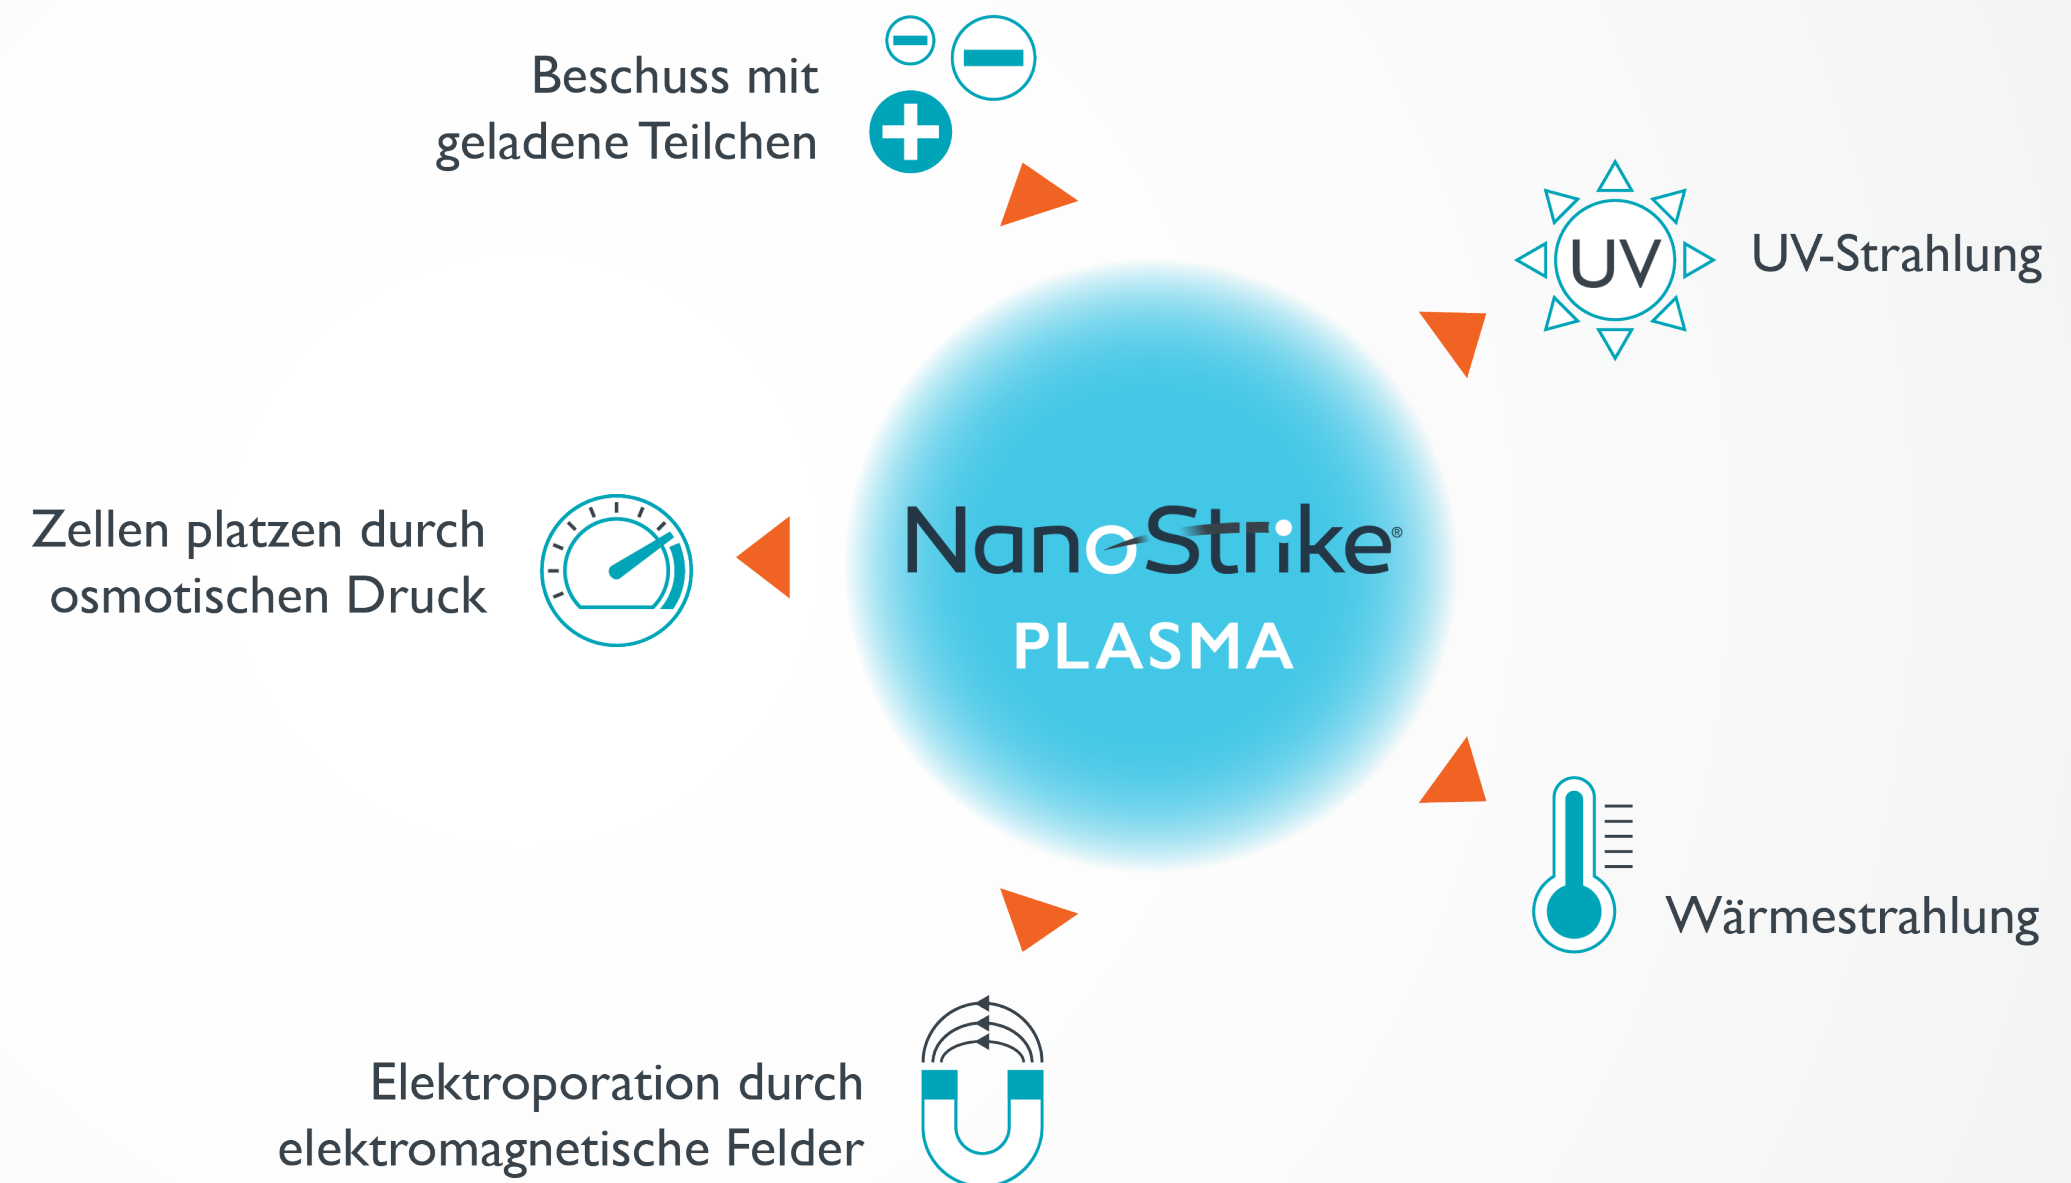 Beschuss mit
geladene Teilchen
UV
UV-Strahlung
Zellen platzen durch
osmotischen Druck
NanoStrike®
PLASMA
Wärmestrahlung
Elektroporation durch
elektromagnetische Felder